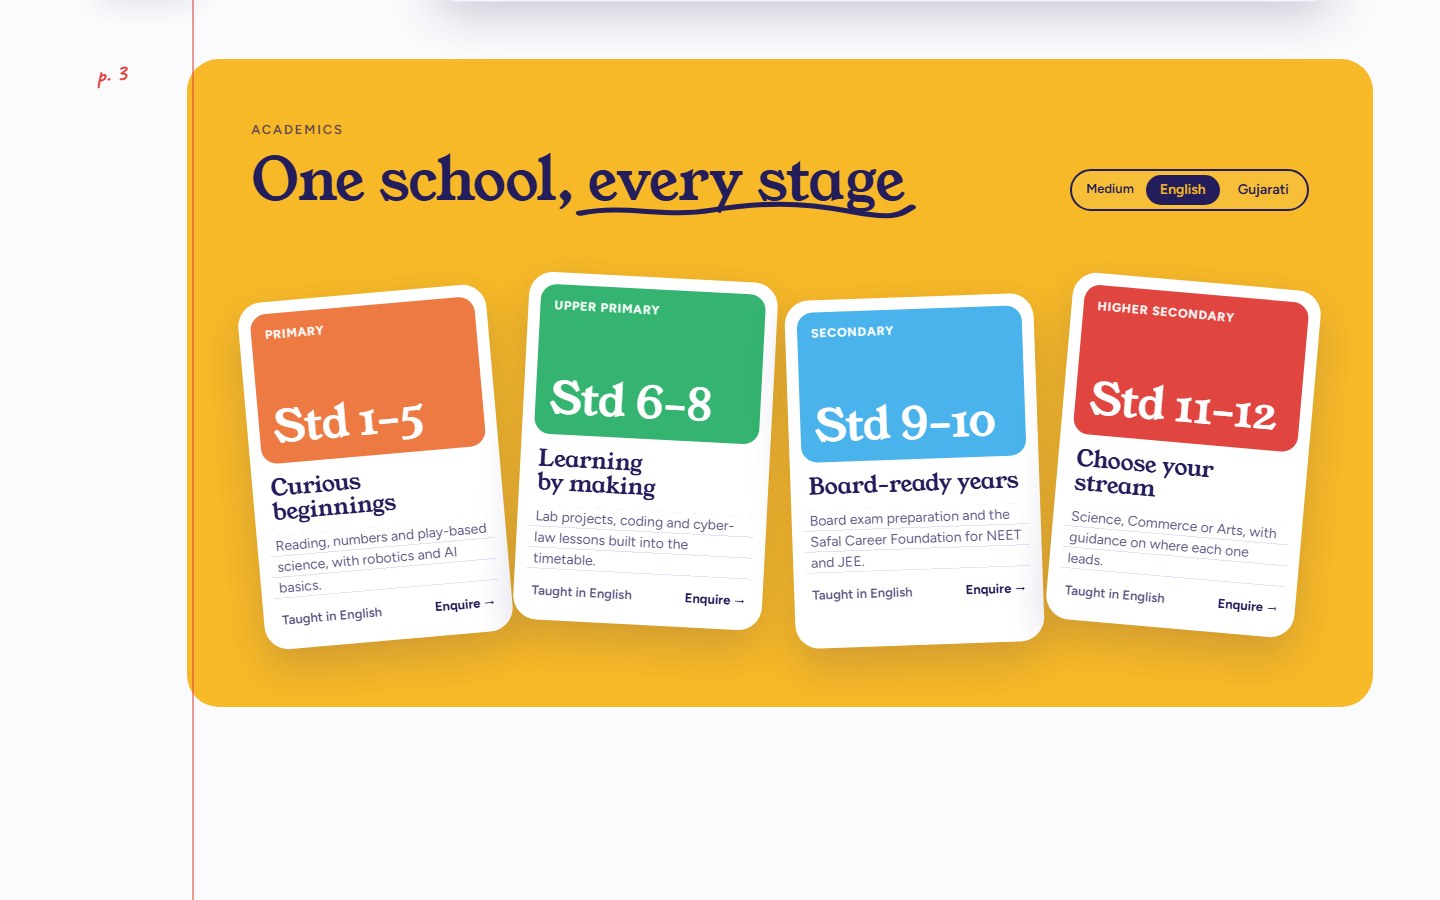 p. 3
ACADEMICS
One school, every stage
Medium English Gujarati
PRIMARY
Std 1–5
Curious
beginnings
Reading, numbers and play-based
science, with robotics and AI
basics.
Taught in English
Enquire →
UPPER PRIMARY
Std 6–8
Learning
by making
Lab projects, coding and cyber-
law lessons built into the
timetable.
Taught in English
Enquire →
SECONDARY
Std 9–10
Board-ready years
Board exam preparation and the
Safal Career Foundation for NEET
and JEE.
Taught in English
Enquire →
HIGHER SECONDARY
Std 11–12
Choose your
stream
Science, Commerce or Arts, with
guidance on where each one
leads.
Taught in English
Enquire →